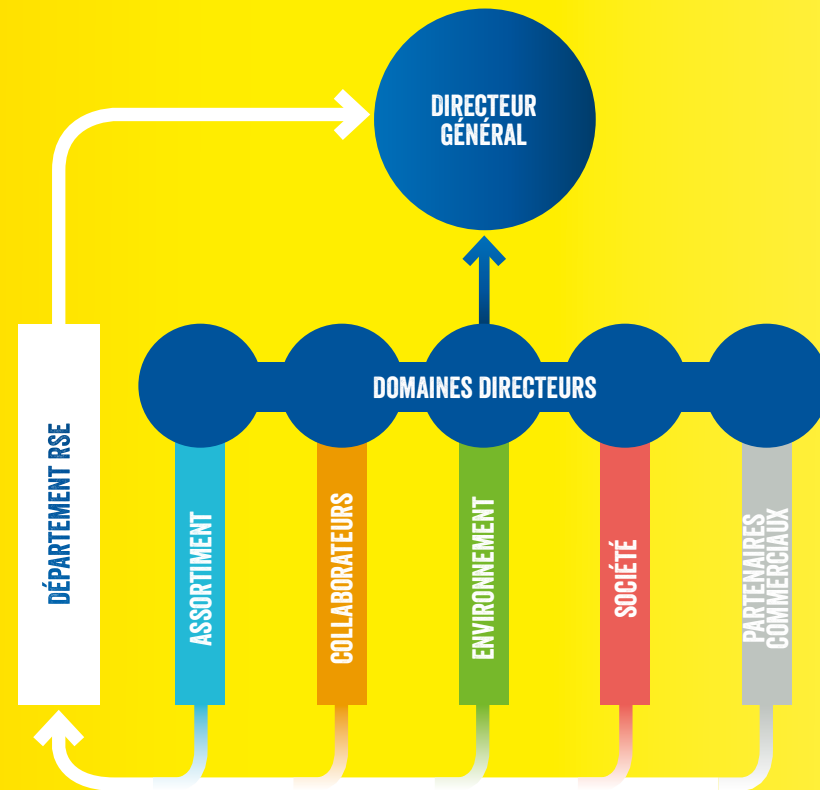 DIRECTEUR
GÉNÉRAL
DOMAINES DIRECTEURS
DÉPARTEMENT RSE
ASSORTIMENT
COLLABORATEURS
ENVIRONNEMENT
SOCIÉTÉ
PARTENAIRES
COMMERCIAUX